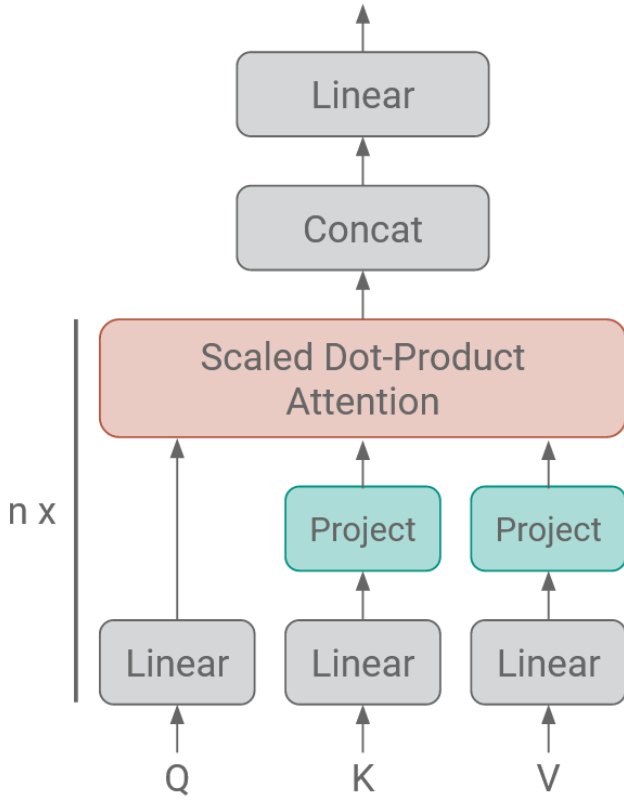 Linear
Concat
Scaled Dot-Product
Attention
n x
Project
Project
Linear
Linear
Linear
Q
K
V